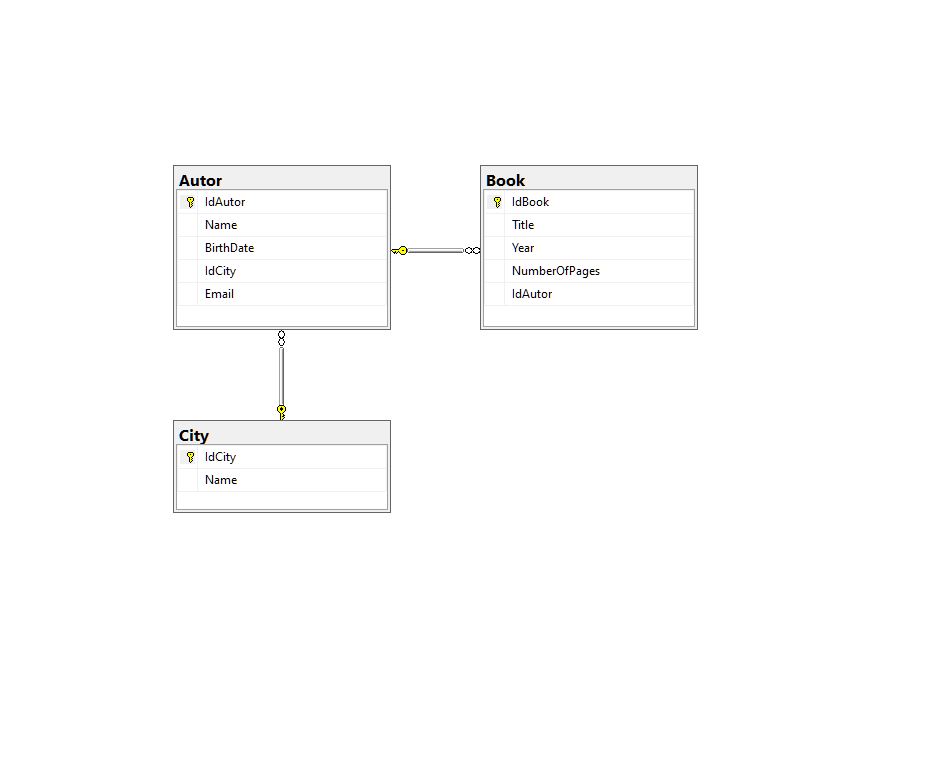 Autor
IdAutor
Name
BirthDate
IdCity
Email
Book
IdBook
Title
Year
NumberOfPages
IdAutor
City
IdCity
Name